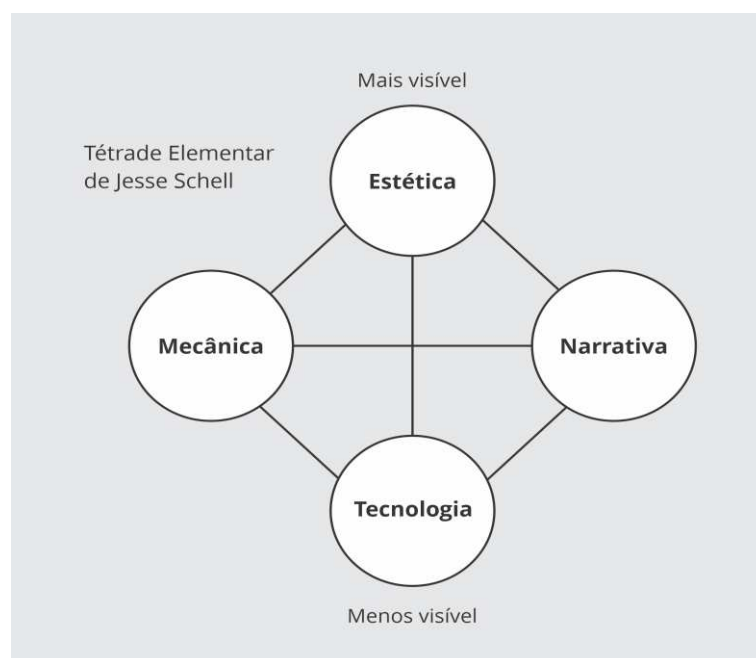 Mais visível
Tétrade Elementar
de Jesse Schell
Estética
Mecânica
Narrativa
Tecnologia
Menos visível